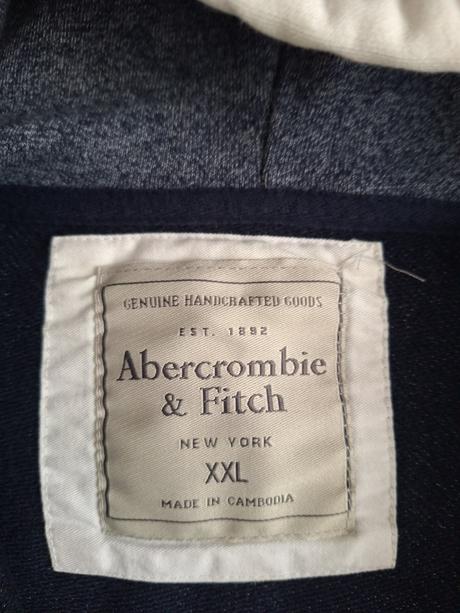 GENUINE HANDCRAFTED GOODS
EST. 1892
Abercrombie
& Fitch
NEW YORK
XXL
MADE IN CAMBODIA